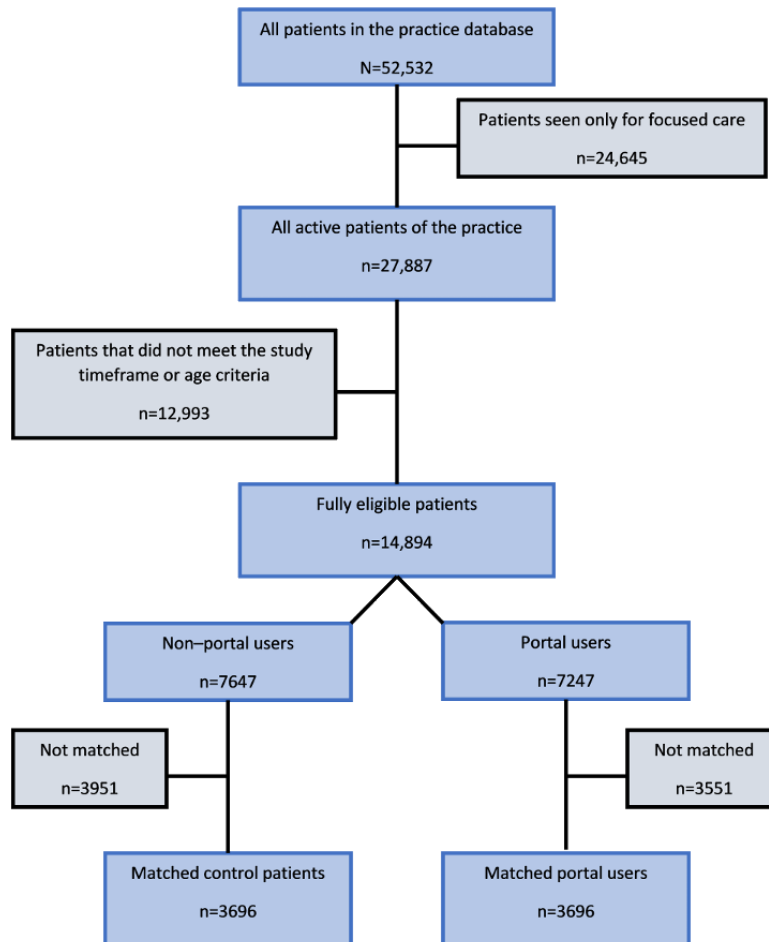 All patients in the practice database
N=52,532
Patients seen only for focused care
n=24,645
All active patients of the practice
n=27,887
Patients that did not meet the study
timeframe or age criteria
n=12,993
Fully eligible patients
n=14,894
Non–portal users
n=7647
Portal users
n=7247
Not matched
n=3951
Not matched
n=3551
Matched control patients
n=3696
Matched portal users
n=3696